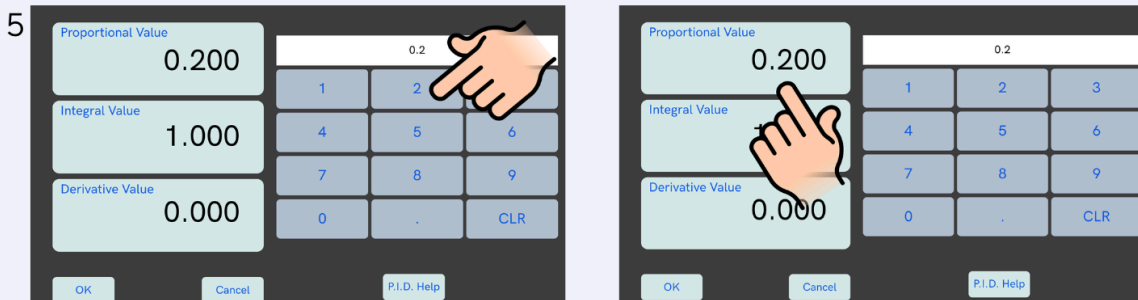 5
Proportional Value
0.200
0.2
Integral Value
1.000
Derivative Value
0.000
1
2
4
5
6
7
8
9
0
.
CLR
OK
Cancel
P.I.D. Help
Proportional Value
0.200
0.2
Integral Value
Derivative Value
0.000
1
2
3
4
5
6
7
8
9
0
.
CLR
OK
Cancel
P.I.D. Help